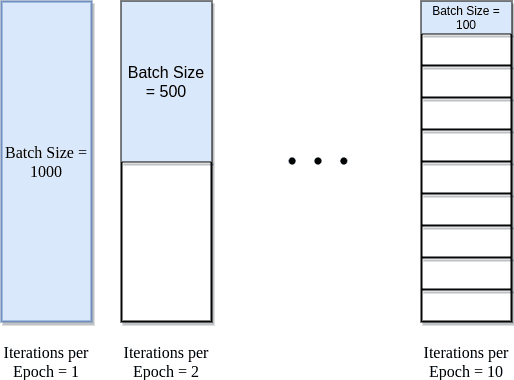 Batch Size =
1000
Batch Size
= 500
Batch Size =
100
Iterations per
Epoch = 1
Iterations per
Epoch = 2
Iterations per
Epoch = 10